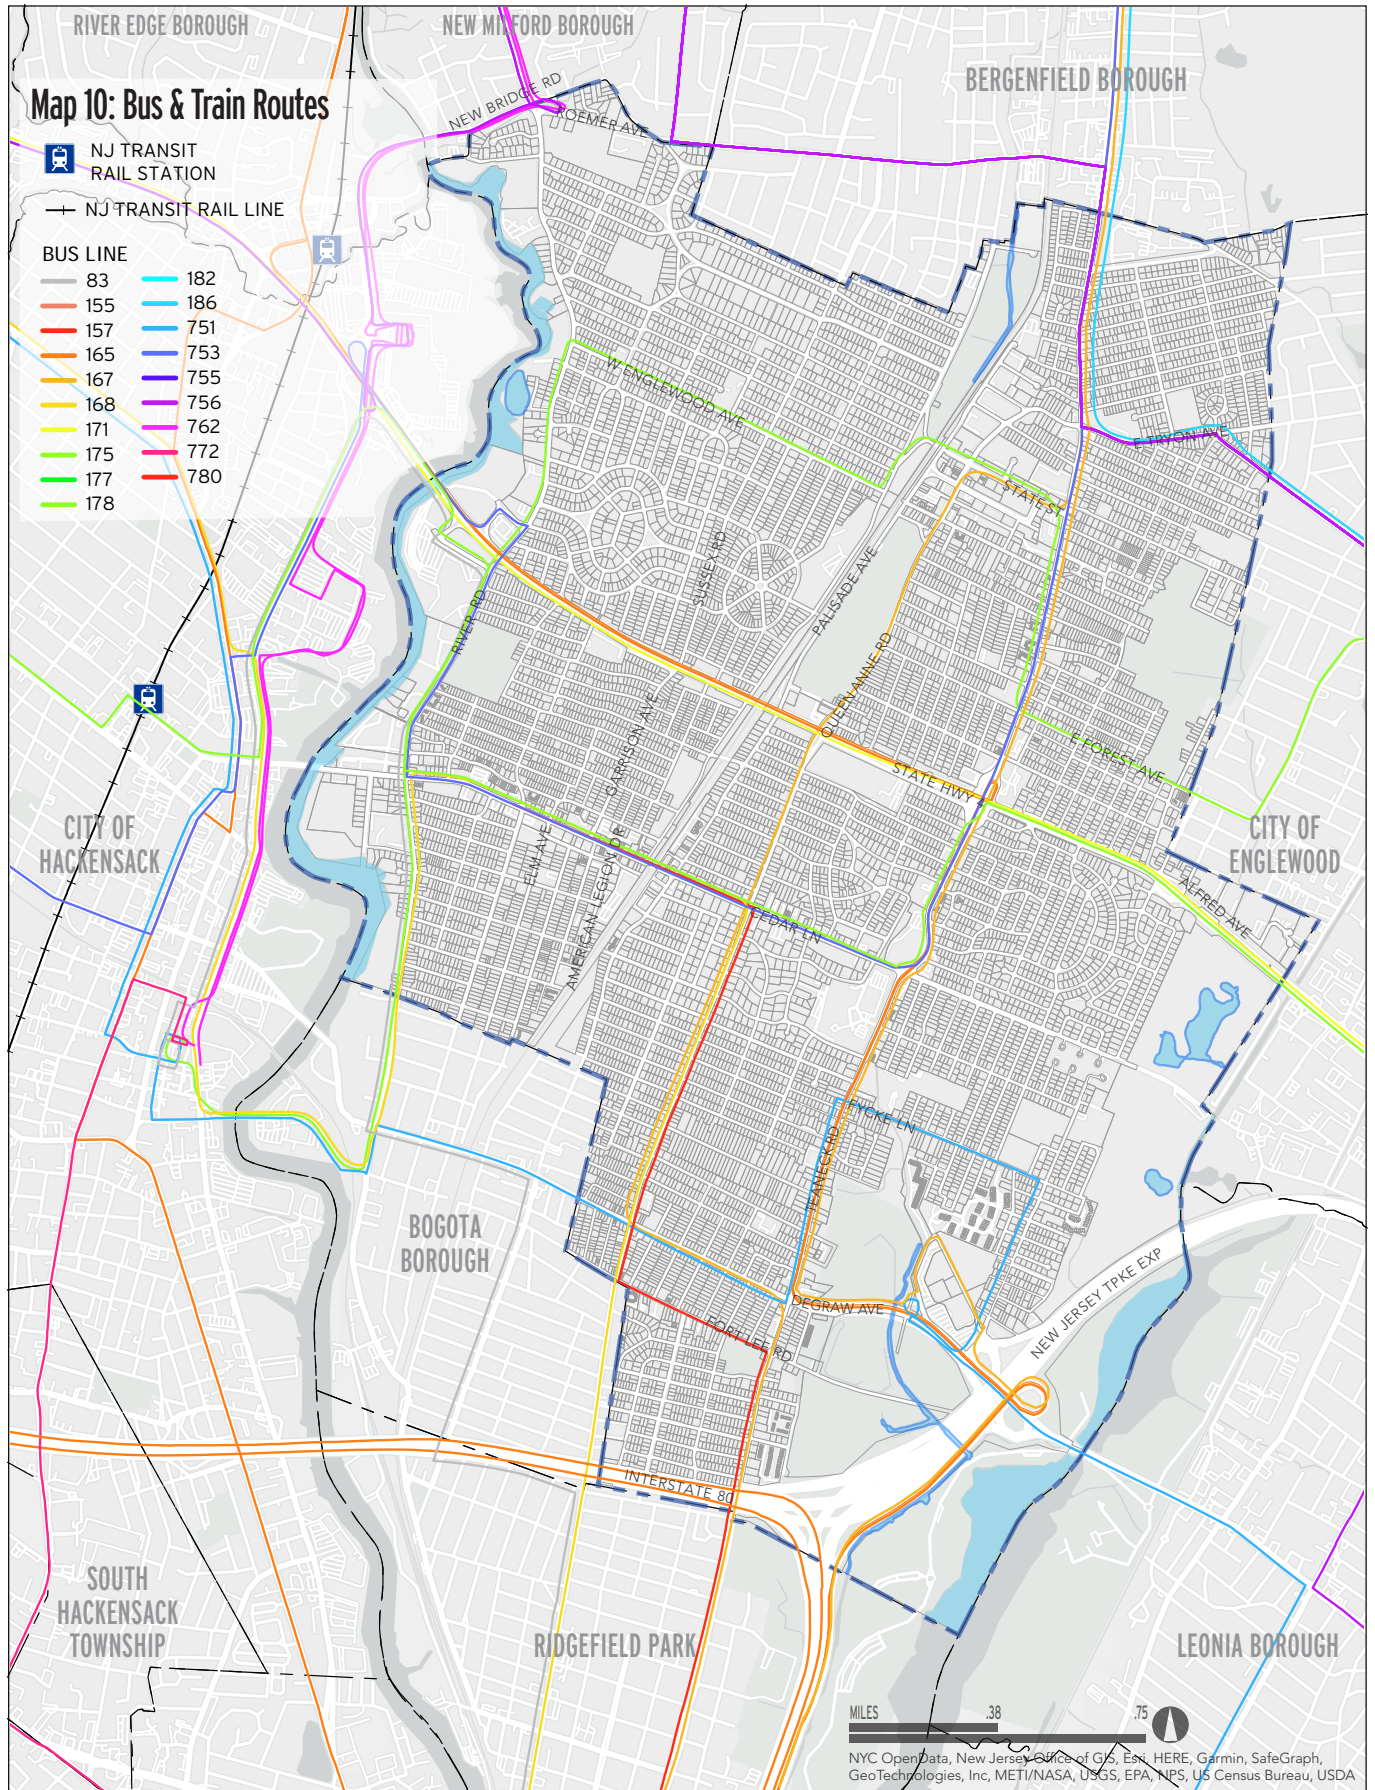 RIVER EDGE BOROUGH
NEW MILFORD BOROUGH
BERGENFIELD BOROUGH
Map 10: Bus & Train Routes
NJ TRANSIT
RAIL STATION
NJ TRANSIT RAIL LINE
BUS LINE
83
155
157
165
167
168
171
175
177
178
182
186
751
753
755
756
762
772
780
NEW BRIDGE RD
ROEMER AVE
W ENGLEWOOD AVE
E TRYON AVE
STATE ST
SUSSEX RD
PALISADE AVE
RIVER RD
QUEEN ANNE RD
GARRISON AVE
E FOREST AVE
STATE HWY 4
CITY OF
HACKENSACK
CITY OF
ENGLEWOOD
ELM AVE
AMERICAN LEGION DR
ALFRED AVE
CEDAR LN
FYCKE LN
TEANECK RD
BOGOTA
BOROUGH
DEGRAW AVE
NEW JERSEY TPKE EXP
FORT LEE RD
INTERSTATE 80
SOUTH
HACKENSACK
TOWNSHIP
RIDGEFIELD PARK
LEONIA BOROUGH
MILES
.38
.75
NYC OpenData, New Jersey Office of GIS, Esri, HERE, Garmin, SafeGraph,
GeoTechnologies, Inc, METI/NASA, USGS, EPA, NPS, US Census Bureau, USDA